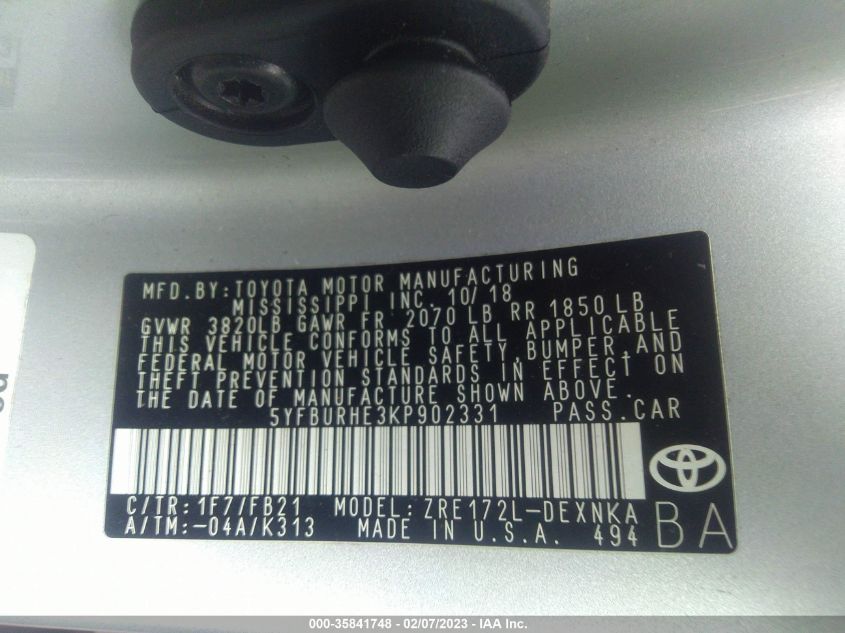 MFD. BY: TOYOTA MOTOR MANUFACTURING
MISSISSIPPI INC. 10/18
GVWR 3820LB GAWR FR 2070 LB RR 1850 LB
THIS VEHICLE CONFORMS TO ALL APPLICABLE
FEDERAL MOTOR VEHICLE SAFETY, BUMPER, AND
THEFT PREVENTION STANDARDS IN EFFECT ON
THE DATE OF MANUFACTURE SHOWN ABOVE.
5YFBURHE3KP902331 PASS. CAR
C/TR: 1F7/FB21 MODEL: ZRE172L-DEXNKA
A/TM: -04A/K313 MADE IN U.S.A. 494
BA
000-35841748 - 02/07/2023 - IAA Inc.